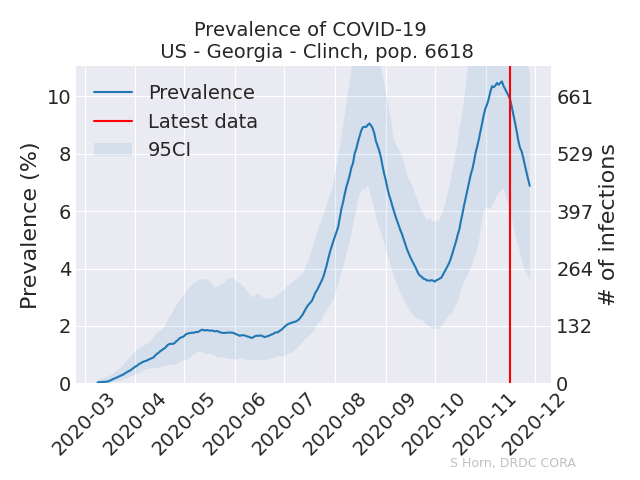 Prevalence of COVID-19
US - Georgia - Clinch, pop. 6618
Prevalence
Latest data
95CI
Prevalence (%)
10
8
6
4
2
0
661
529
397
264
132
0
# of infections
2020-03
2020-04
2020-05
2020-06
2020-07
2020-08
2020-09
2020-10
2020-11
2020-12
S Horn, DRDC CORA